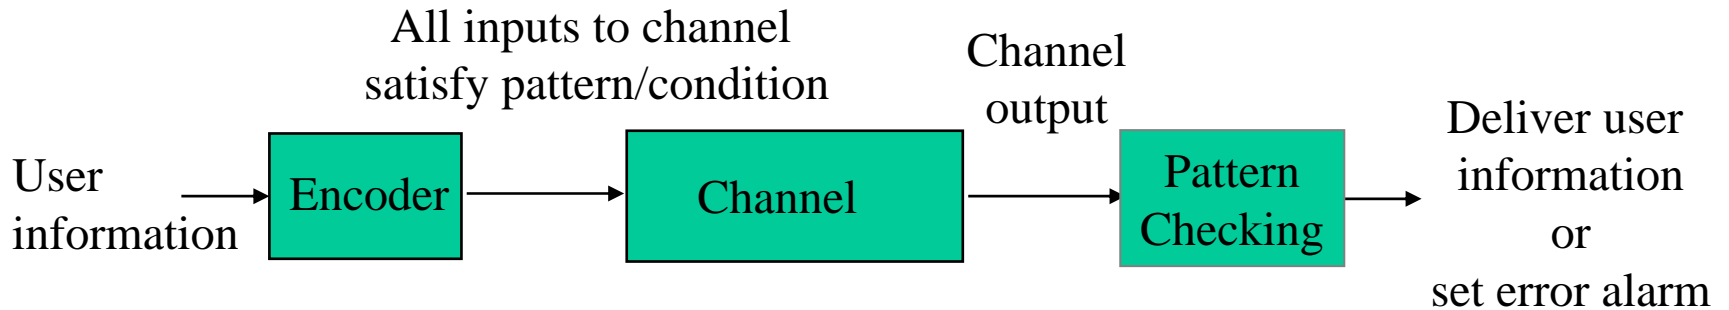 All inputs to channel
satisfy pattern/condition
Channel
output
User
information
Encoder
Channel
Pattern
Checking
Deliver user
information
or
set error alarm